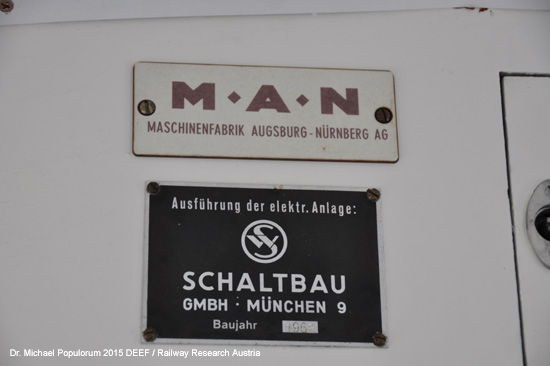 M·A·N
MASCHINENFABRIK AUGSBURG-NÜRNBERG AG
Ausführung der elektr. Anlage:
SCHALTBAU
GMBH · MÜNCHEN 9
Baujahr
Dr. Michael Populorum 2015 DEEF / Railway Research Austria